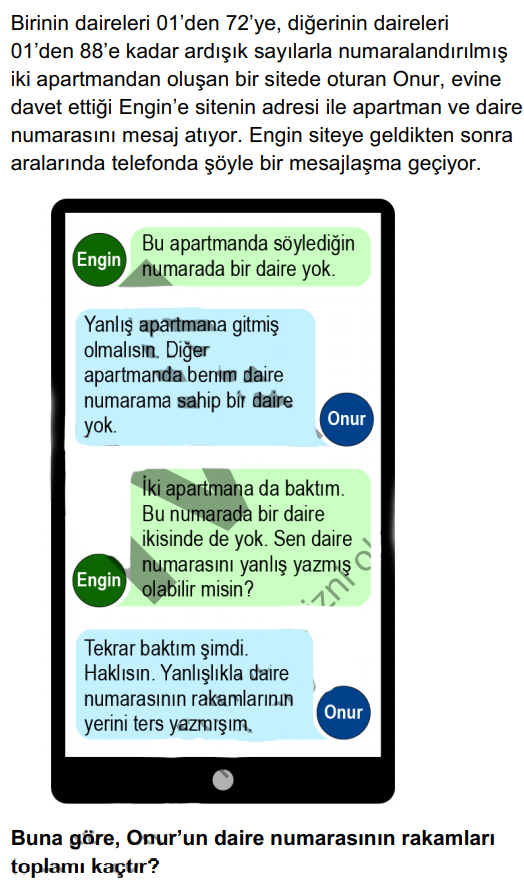 Birinin daireleri 01’den 72’ye, diğerinin daireleri
01’den 88’e kadar ardışık sayılarla numaralandırılmış
iki apartmandan oluşan bir sitede oturan Onur, evine
davet ettiği Engin’e sitenin adresi ile apartman ve daire
numarasını mesaj atıyor. Engin siteye geldikten sonra
aralarında telefonda şöyle bir mesajlaşma geçiyor.
Engin
Bu apartmanda söylediğin
numarada bir daire yok.
Yanlış apartmana gitmiş
olmalısın. Diğer
apartmanda benim daire
numarama sahip bir daire
yok.
Onur
İki apartmana da baktım.
Bu numarada bir daire
ikisinde de yok. Sen daire
numarasını yanlış yazmış
olabilir misin?
Engin
Tekrar baktım şimdi.
Haklısın. Yanlışlıkla daire
numarasının rakamlarının
yerini ters yazmışım.
Onur
Buna göre, Onur’un daire numarasının rakamları
toplamı kaçtır?